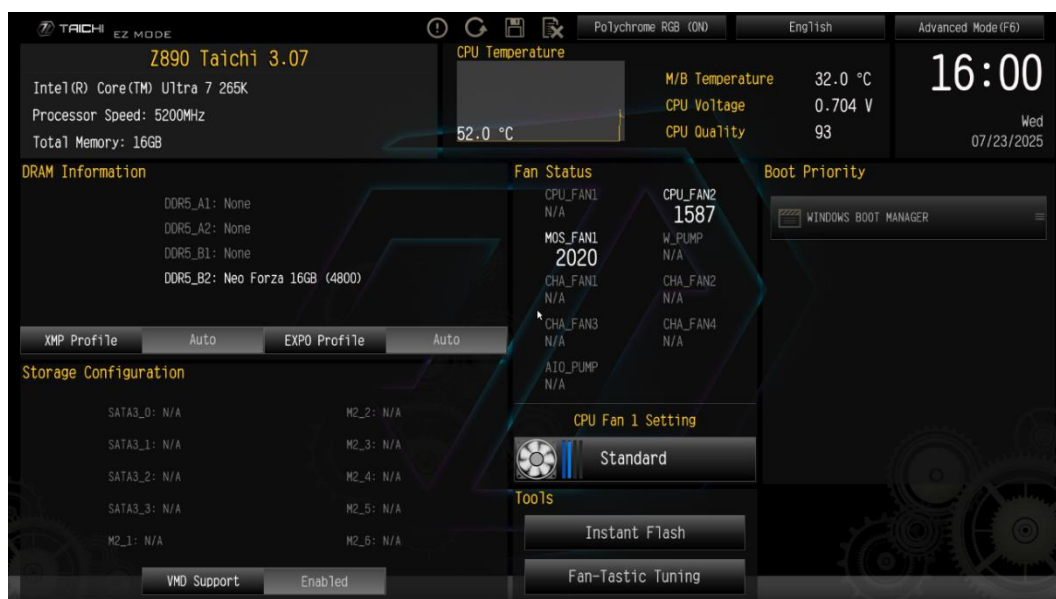 TAICHI EZ MODE
Polychrome RGB (ON)
English
Advanced Mode(F6)
Z890 Taichi 3.07
Intel(R) Core(TM) Ultra 7 265K
Processor Speed: 5200MHz
Total Memory: 16GB
CPU Temperature
52.0 °C
M/B Temperature 32.0 °C
CPU Voltage 0.704 V
CPU Quality 93
16:00
Wed
07/23/2025
DRAM Information
DDR5_A1: None
DDR5_A2: None
DDR5_B1: None
DDR5_B2: Neo Forza 16GB (4800)
XMP Profile Auto EXPO Profile Auto
Storage Configuration
SATA3_0: N/A M2_2: N/A
SATA3_1: N/A M2_3: N/A
SATA3_2: N/A M2_4: N/A
SATA3_3: N/A M2_5: N/A
M2_1: N/A M2_6: N/A
VMD Support Enabled
Fan Status
CPU_FAN1 CPU_FAN2
N/A 1587
MOS_FAN1 W_PUMP
2020 N/A
CHA_FAN1 CHA_FAN2
N/A N/A
CHA_FAN3 CHA_FAN4
N/A N/A
AIO_PUMP
N/A
CPU Fan 1 Setting
Standard
Tools
Instant Flash
Fan-Tastic Tuning
Boot Priority
WINDOWS BOOT MANAGER